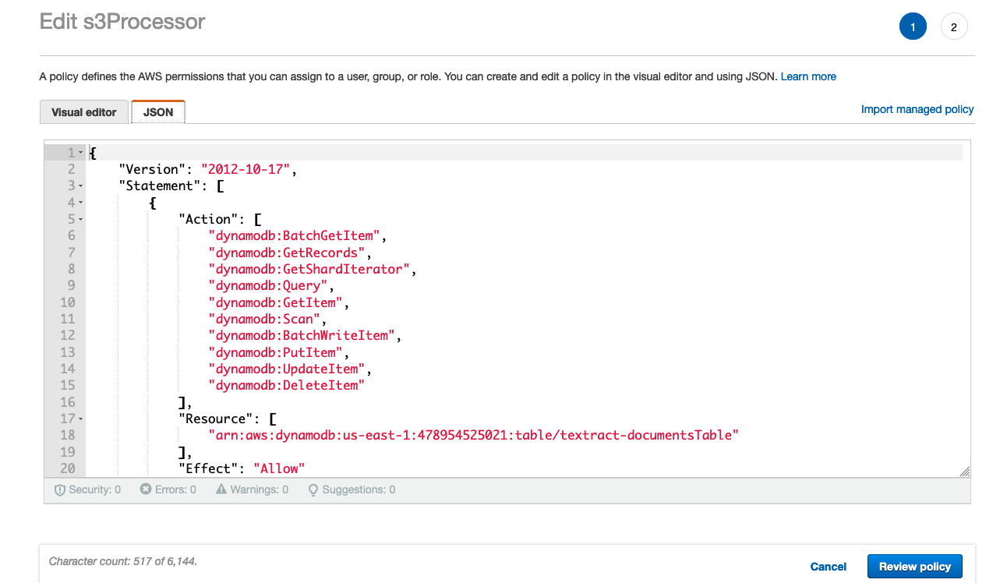 Edit s3Processor
1
2
A policy defines the AWS permissions that you can assign to a user, group, or role. You can create and edit a policy in the visual editor and using JSON. Learn more
Visual editor
JSON
Import managed policy
1 {
2 "Version": "2012-10-17",
3 "Statement": [
4 {
5 "Action": [
6 "dynamodb:BatchGetItem",
7 "dynamodb:GetRecords",
8 "dynamodb:GetShardIterator",
9 "dynamodb:Query",
10 "dynamodb:GetItem",
11 "dynamodb:Scan",
12 "dynamodb:BatchWriteItem",
13 "dynamodb:PutItem",
14 "dynamodb:UpdateItem",
15 "dynamodb:DeleteItem"
16 ],
17 "Resource": [
18 "arn:aws:dynamodb:us-east-1:478954525021:table/textract-documentsTable"
19 ],
20 "Effect": "Allow"
Security: 0 Errors: 0 Warnings: 0 Suggestions: 0
Character count: 517 of 6,144.
Cancel
Review policy